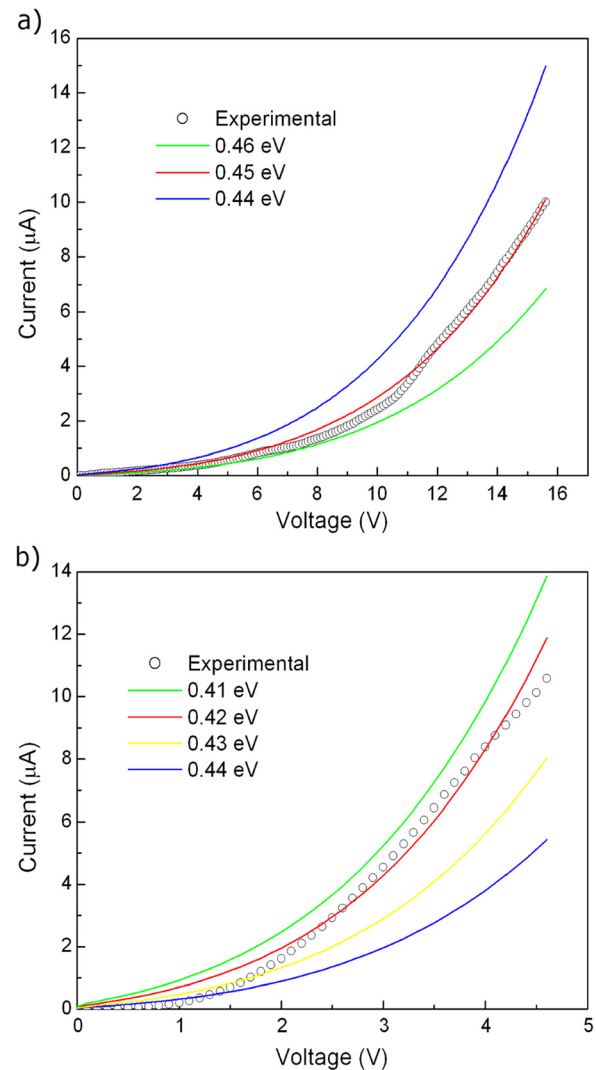 a)
16
14
12
10
8
6
4
2
0
Current (µA)
Experimental
0.46 eV
0.45 eV
0.44 eV
0 2 4 6 8 10 12 14 16
Voltage (V)
b)
14
12
10
8
6
4
2
0
Current (µA)
Experimental
0.41 eV
0.42 eV
0.43 eV
0.44 eV
0 1 2 3 4 5
Voltage (V)